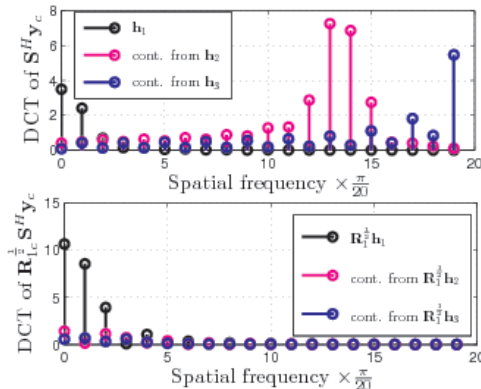 DCT of S^H y_c
8
6
4
2
0
h_1
cont. from h_2
cont. from h_3
0 5 10 15 20
Spatial frequency × π/20
DCT of R_{1c}^{1/2} S^H y_c
15
10
5
0
R_1^{1/2} h_1
cont. from R_1^{1/2} h_2
cont. from R_1^{1/2} h_3
0 5 10 15 20
Spatial frequency × π/20